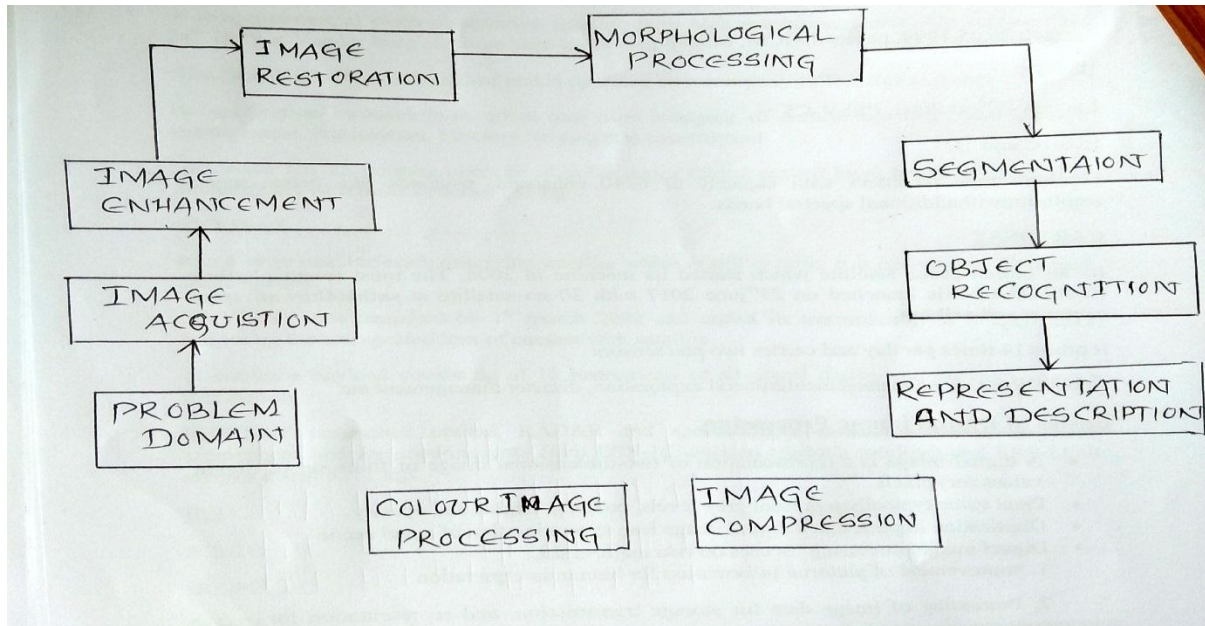 IMAGE
RESTORATION
MORPHOLOGICAL
PROCESSING
IMAGE
ENHANCEMENT
SEGMENTAION
IMAGE
ACQUISTION
OBJECT
RECOGNITION
PROBLEM
DOMAIN
REPRESENTATION
AND DESCRIPTION
COLOUR IMAGE
PROCESSING
IMAGE
COMPRESSION